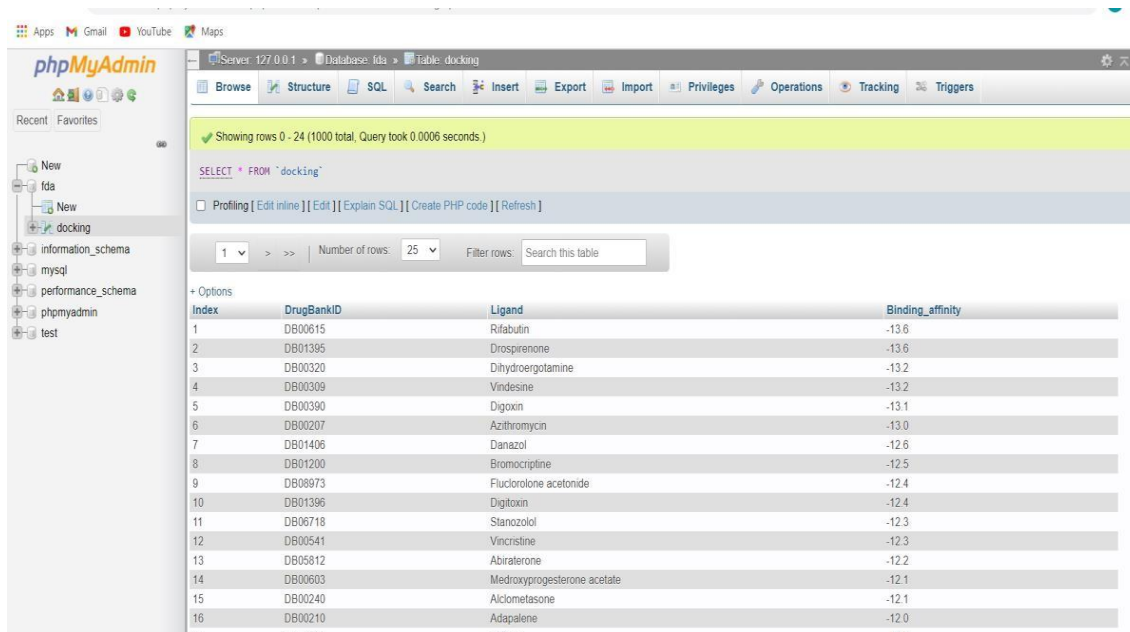 Apps Gmail YouTube Maps
phpMyAdmin
Recent Favorites
New
fda
New
docking
information_schema
mysql
performance_schema
phpmyadmin
test
Server: 127.0.0.1 » Database: fda » Table: docking
Browse Structure SQL Search Insert Export Import Privileges Operations Tracking Triggers
Showing rows 0 - 24 (1000 total, Query took 0.0006 seconds.)
SELECT * FROM `docking`
Profiling [ Edit inline ] [ Edit ] [ Explain SQL ] [ Create PHP code ] [ Refresh ]
1 > >> Number of rows: 25 Filter rows: Search this table
+ Options
Index DrugBankID Ligand Binding_affinity
1 DB00615 Rifabutin -13.6
2 DB01395 Drospirenone -13.6
3 DB00320 Dihydroergotamine -13.2
4 DB00309 Vindesine -13.2
5 DB00390 Digoxin -13.1
6 DB00207 Azithromycin -13.0
7 DB01406 Danazol -12.6
8 DB01200 Bromocriptine -12.5
9 DB08973 Fluclorolone acetonide -12.4
10 DB01396 Digitoxin -12.4
11 DB06718 Stanozolol -12.3
12 DB00541 Vincristine -12.3
13 DB05812 Abiraterone -12.2
14 DB00603 Medroxyprogesterone acetate -12.1
15 DB00240 Alclometasone -12.1
16 DB00210 Adapalene -12.0